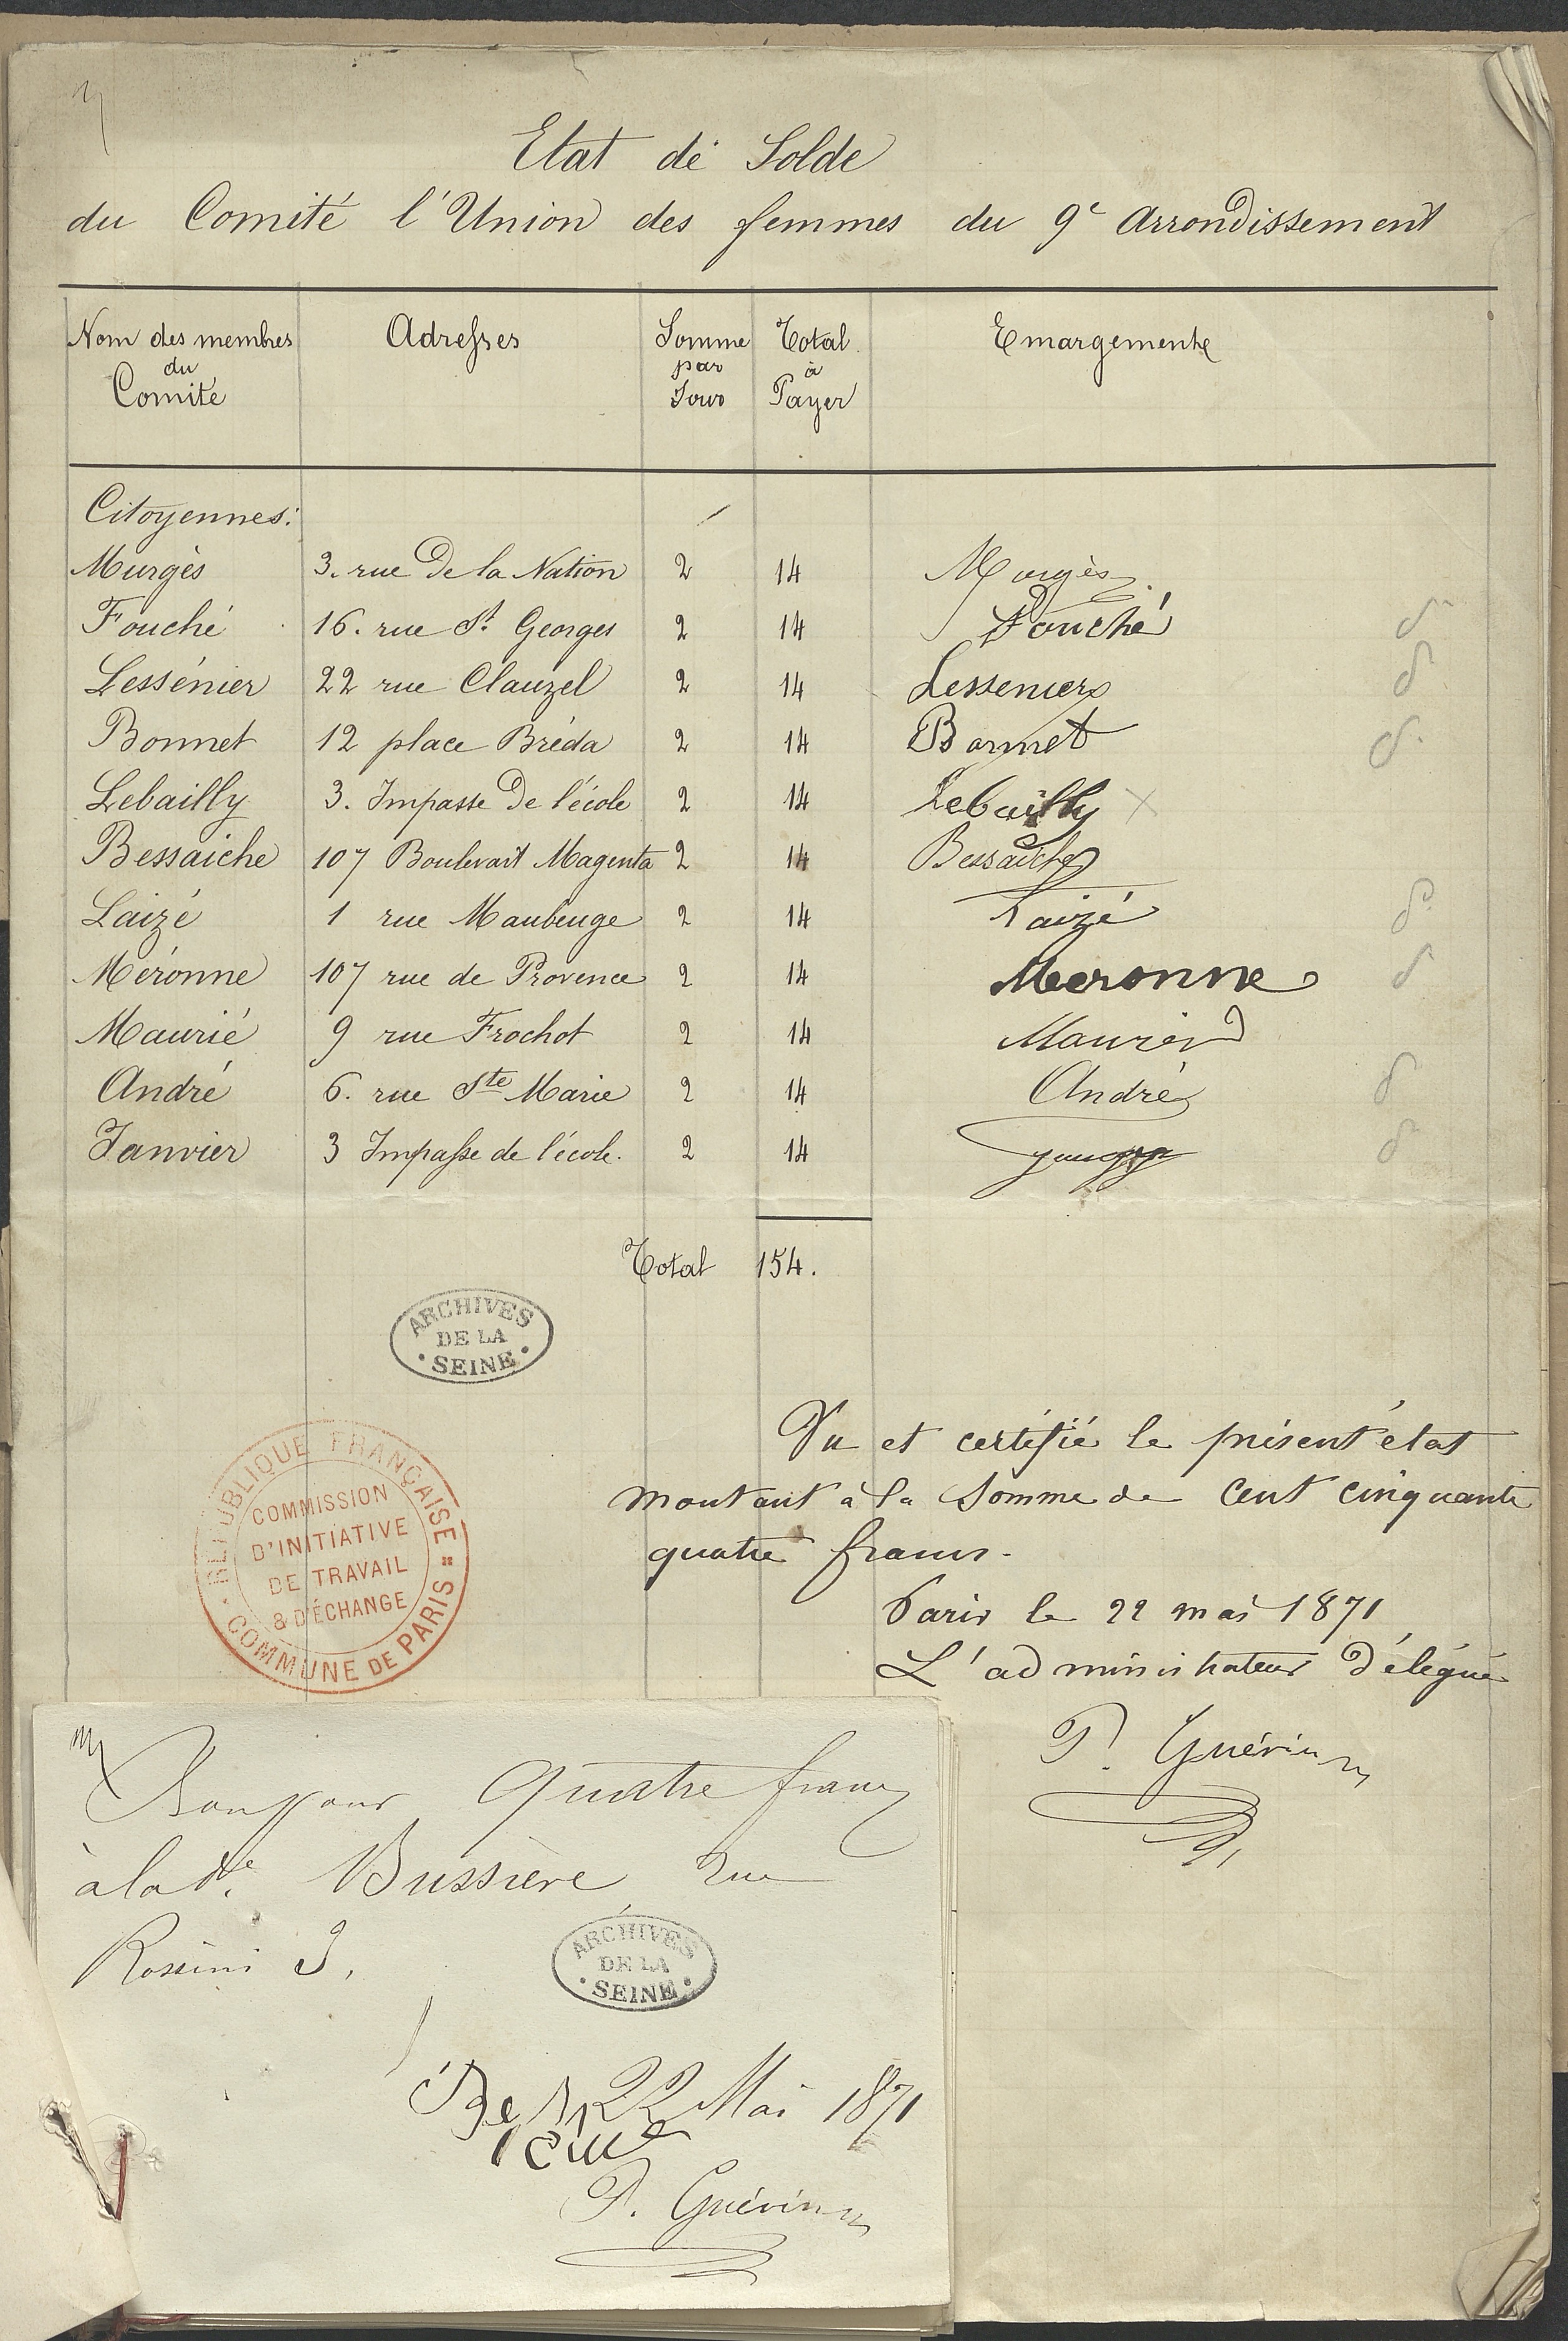 Etat de Solde
du Comité l'Union des femmes du 9e Arrondissement
Nom des membres du Comité | Adresses | Somme par Jour | Total à Payer | Emargements
Citoyennes:
Murgès | 3. rue De la Nation | 2 | 14 | Murgès
Fouché | 16. rue St Georges | 2 | 14 | Fouché
Lessénier | 22 rue Clauzel | 2 | 14 | Lessenier
Bonnet | 12 place Bréda | 2 | 14 | Bonnet
Lebailly | 3. Impasse De l'école | 2 | 14 | Lebailly
Bessaiche | 107 Boulevart Magenta | 2 | 14 | Bessaiche
Laizé | 1 rue Maubeuge | 2 | 14 | Laizé
Méronne | 107 rue de Provence | 2 | 14 | Meronne
Maurié | 9 rue Frochot | 2 | 14 | Maurié
André | 6. rue Ste Marie | 2 | 14 | André
Janvier | 3 Impasse de l'école. | 2 | 14
Total 154.
ARCHIVES
DE LA
SEINE
Vu et certifié le présent état
montant à la somme de cent cinquante
quatre francs.
Paris le 22 mai 1871
L'administrateur Délégué
P. Guérin
RÉPUBLIQUE FRANÇAISE
COMMISSION
D'INITIATIVE
DE TRAVAIL
& D'ÉCHANGE
COMMUNE DE PARIS
Bon pour Quatre francs
à la Bussière rue
Rossini 3,
ARCHIVES
DE LA
SEINE
22 Mai 1871
P. Guérin